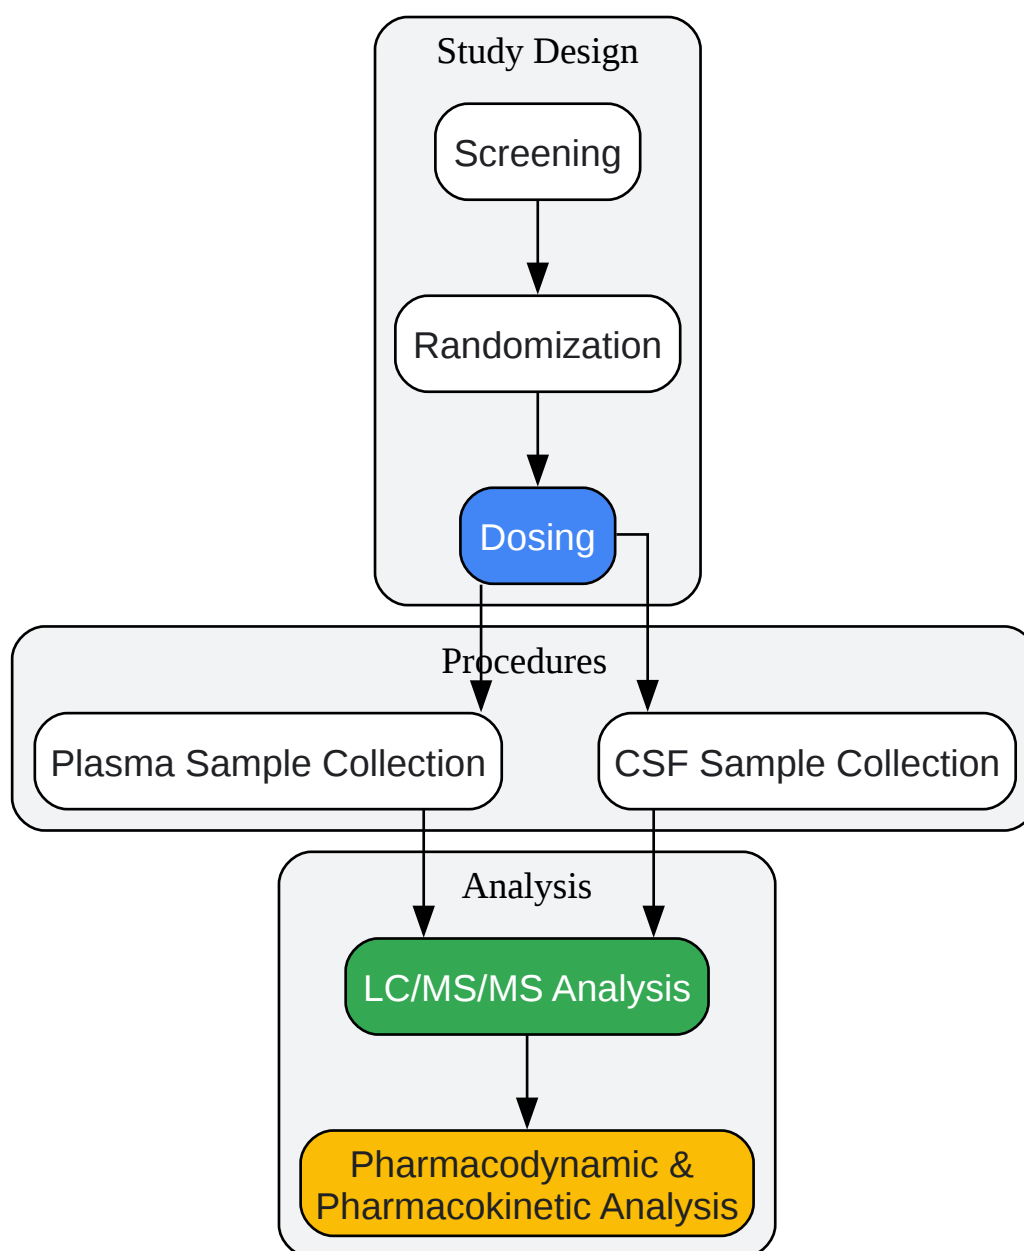 Study Design
Screening
Randomization
Dosing
Procedures
Plasma Sample Collection
CSF Sample Collection
Analysis
LC/MS/MS Analysis
Pharmacodynamic &
Pharmacokinetic Analysis